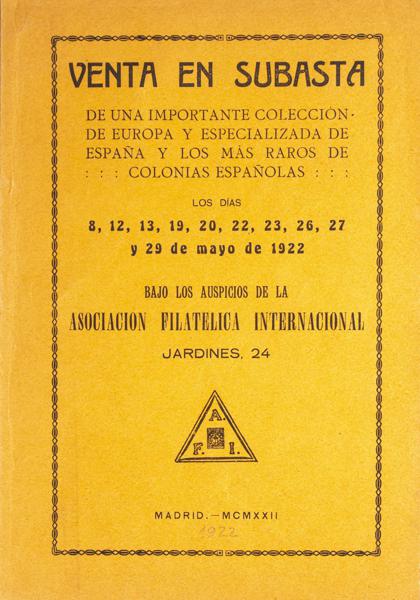 VENTA EN SUBASTA
DE UNA IMPORTANTE COLECCIÓN·
DE EUROPA Y ESPECIALIZADA DE
ESPAÑA Y LOS MÁS RAROS DE
: : : COLONIAS ESPAÑOLAS : : :
LOS DÍAS
8, 12, 13, 19, 20, 22, 23, 26, 27
y 29 de mayo de 1922
BAJO LOS AUSPICIOS DE LA
ASOCIACION FILATELICA INTERNACIONAL
JARDINES, 24
A.
F. I.
MADRID.—MCMXXII
1922